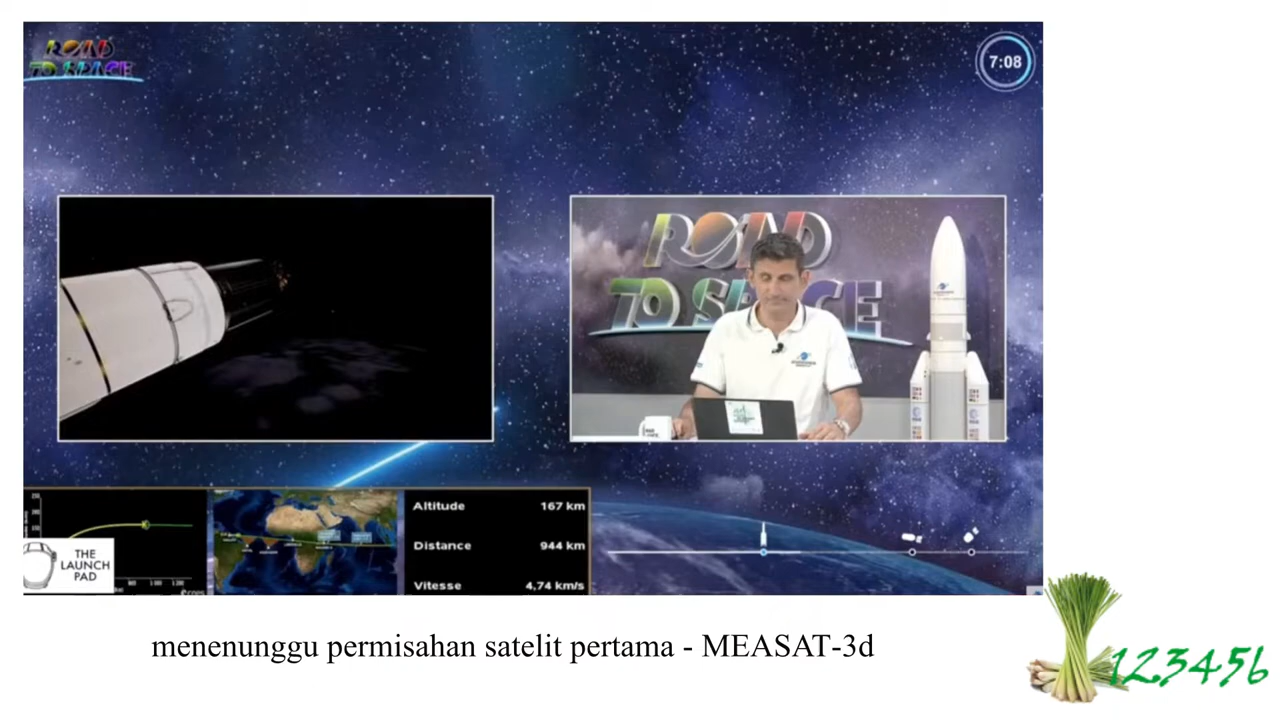 ROAD
TO SPACE
7:08
ROAD
TO SPACE
Altitude 167 km
Distance 944 km
Vitesse 4,74 km/s
THE
LAUNCH
PAD
cnes
menenunggu permisahan satelit pertama - MEASAT-3d
123456